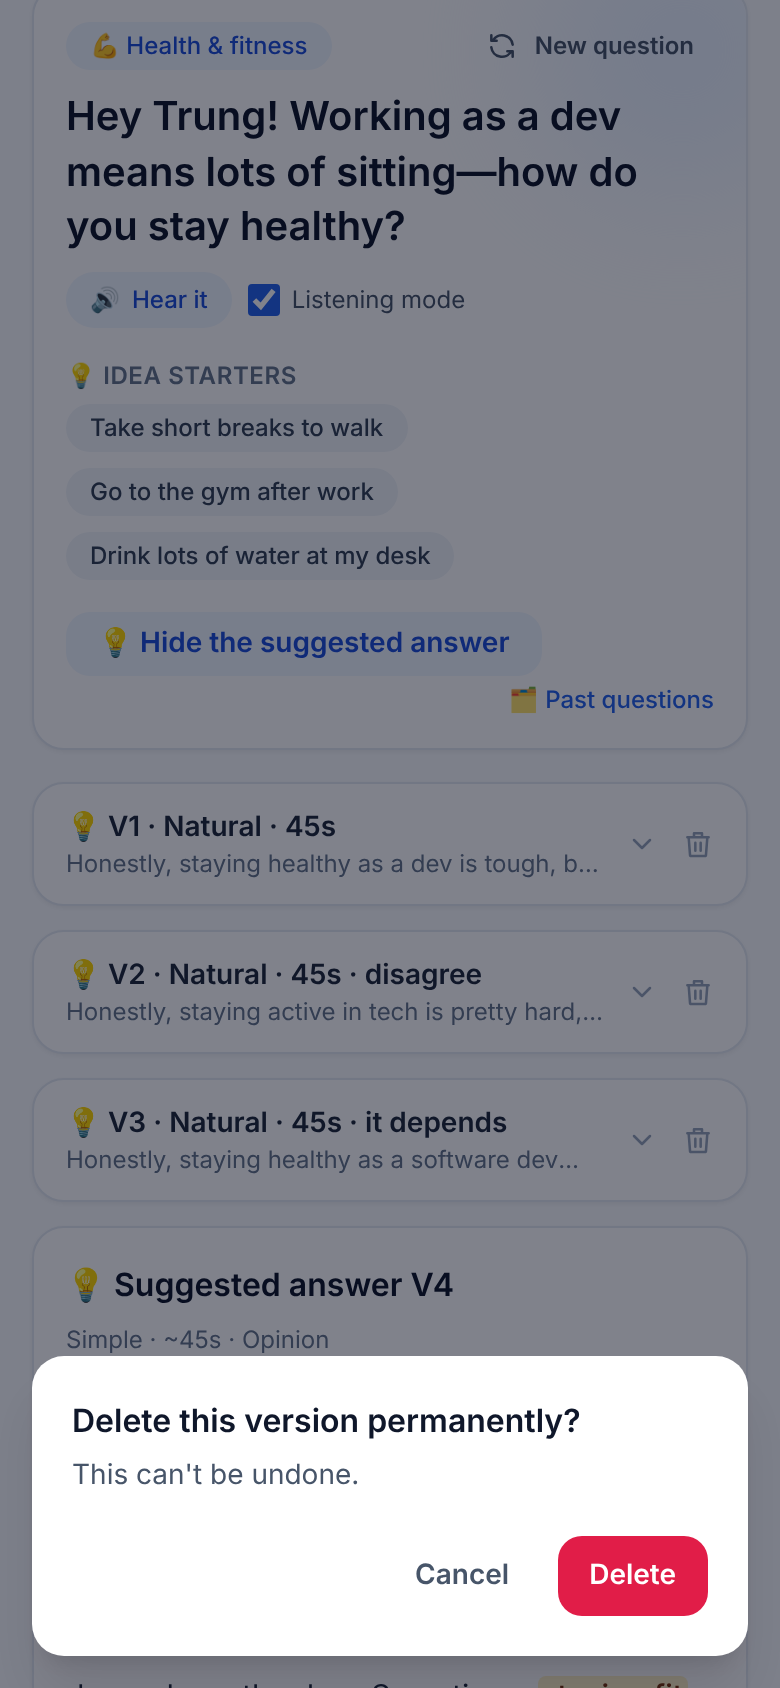 💪 Health & fitness
New question
Hey Trung! Working as a dev
means lots of sitting—how do
you stay healthy?
🔊 Hear it
Listening mode
💡 IDEA STARTERS
Take short breaks to walk
Go to the gym after work
Drink lots of water at my desk
💡 Hide the suggested answer
🗂️ Past questions
💡 V1 · Natural · 45s
Honestly, staying healthy as a dev is tough, b...
💡 V2 · Natural · 45s · disagree
Honestly, staying active in tech is pretty hard,...
💡 V3 · Natural · 45s · it depends
Honestly, staying healthy as a software dev...
💡 Suggested answer V4
Simple · ~45s · Opinion
Delete this version permanently?
This can't be undone.
Cancel
Delete